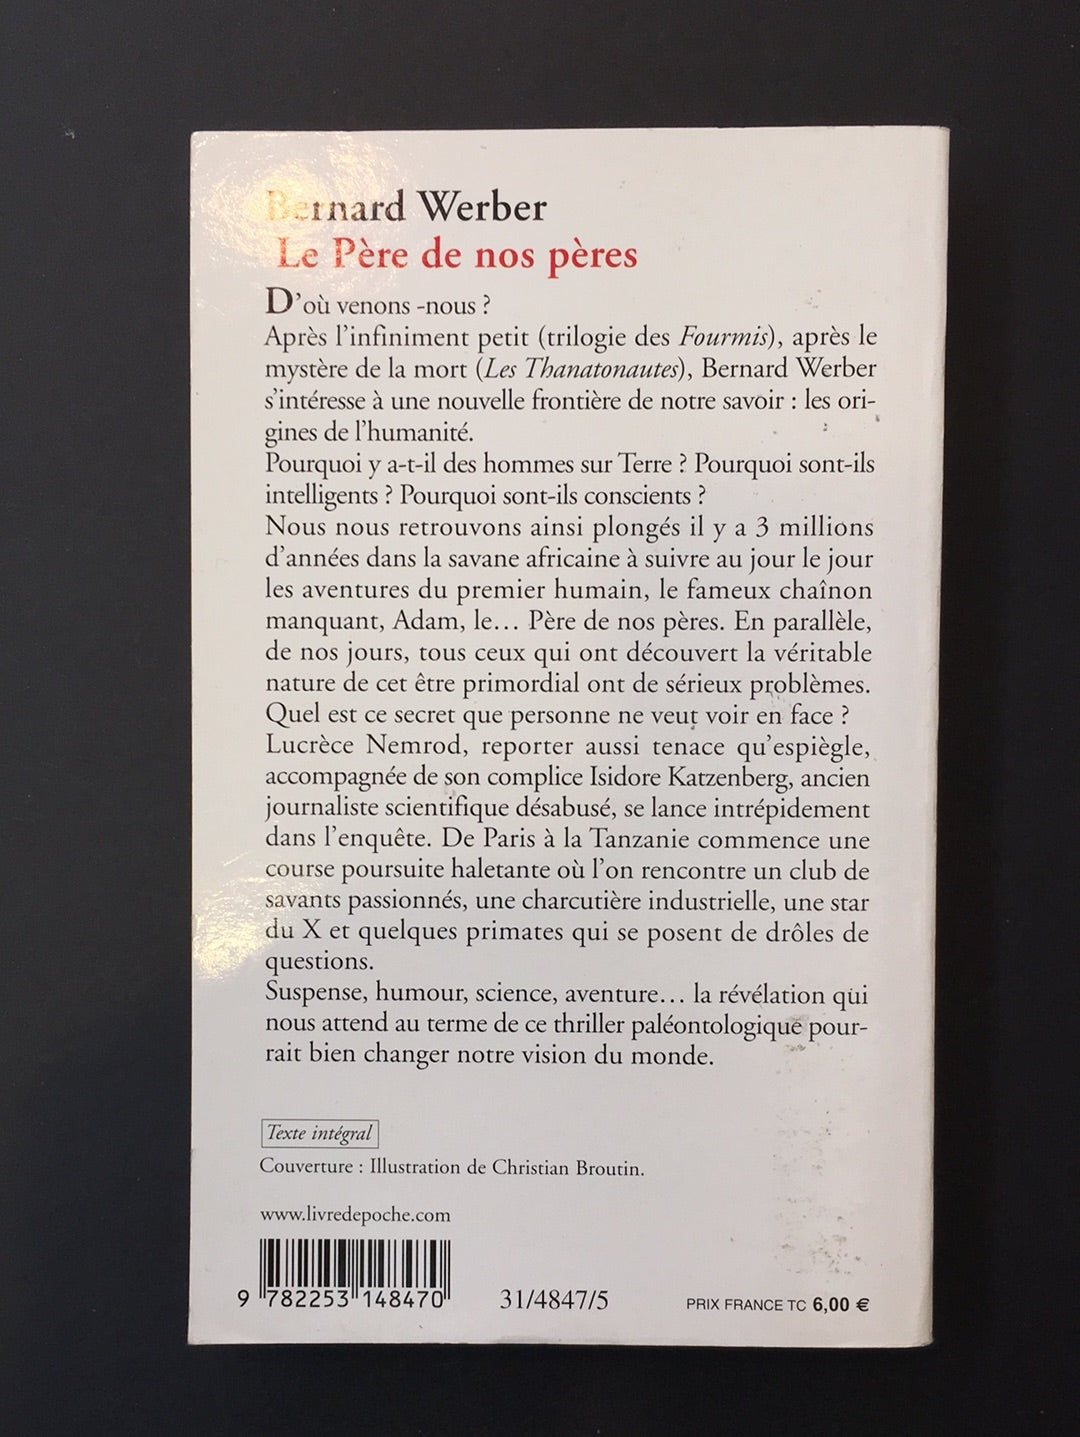 Bernard Werber
Le Père de nos pères
D'où venons -nous ?
Après l'infiniment petit (trilogie des Fourmis), après le
mystère de la mort (Les Thanatonautes), Bernard Werber
s'intéresse à une nouvelle frontière de notre savoir : les ori-
gines de l'humanité.
Pourquoi y a-t-il des hommes sur Terre ? Pourquoi sont-ils
intelligents ? Pourquoi sont-ils conscients ?
Nous nous retrouvons ainsi plongés il y a 3 millions
d'années dans la savane africaine à suivre au jour le jour
les aventures du premier humain, le fameux chaînon
manquant, Adam, le... Père de nos pères. En parallèle,
de nos jours, tous ceux qui ont découvert la véritable
nature de cet être primordial ont de sérieux problèmes.
Quel est ce secret que personne ne veut voir en face ?
Lucrèce Nemrod, reporter aussi tenace qu'espiègle,
accompagnée de son complice Isidore Katzenberg, ancien
journaliste scientifique désabusé, se lance intrépidement
dans l'enquête. De Paris à la Tanzanie commence une
course poursuite haletante où l'on rencontre un club de
savants passionnés, une charcutière industrielle, une star
du X et quelques primates qui se posent de drôles de
questions.
Suspense, humour, science, aventure... la révélation qui
nous attend au terme de ce thriller paléontologique pour-
rait bien changer notre vision du monde.
Texte intégral
Couverture : Illustration de Christian Broutin.
www.livredepoche.com
9 782253 148470
31/4847/5
PRIX FRANCE TC 6,00 €